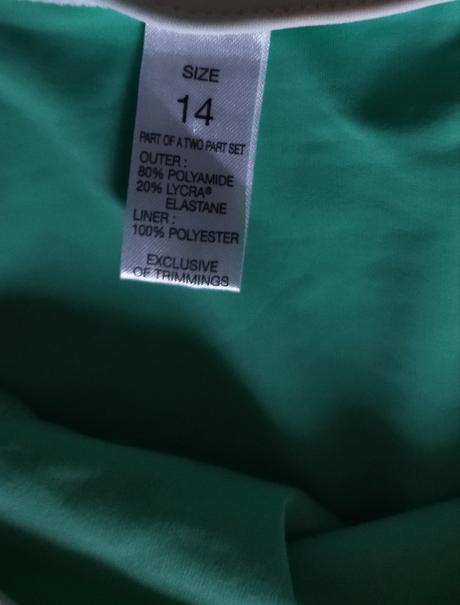 SIZE
14
PART OF A TWO PART SET
OUTER :
80% POLYAMIDE
20% LYCRA®
ELASTANE
LINER :
100% POLYESTER
EXCLUSIVE
OF TRIMMINGS